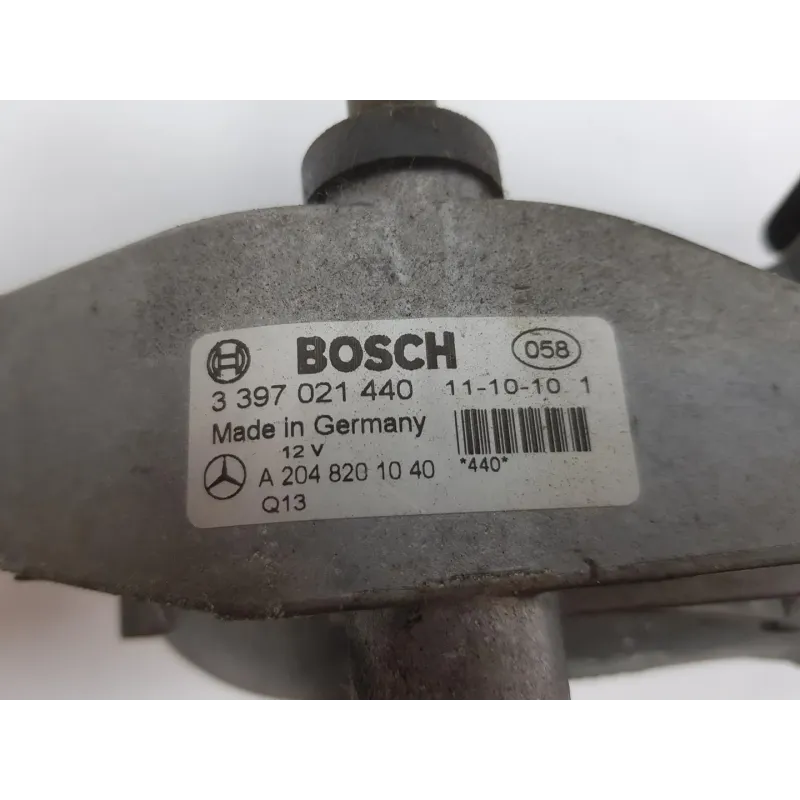 BOSCH 058
3 397 021 440 11-10-10 1
Made in Germany
12 V
A 204 820 10 40 *440*
Q13